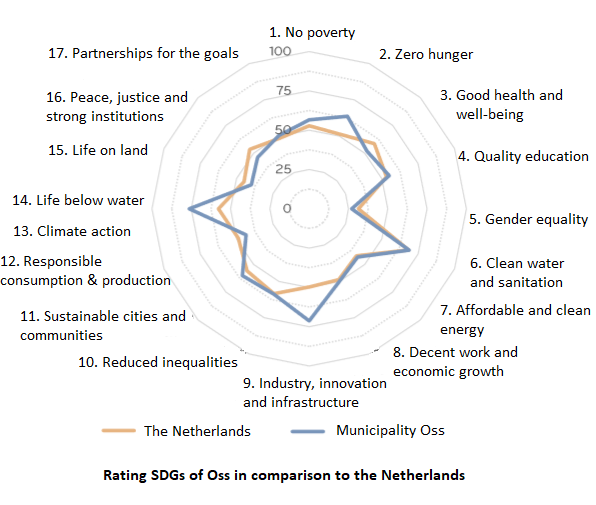 1. No poverty
100
17. Partnerships for the goals
2. Zero hunger
75
16. Peace, justice and
strong institutions
3. Good health and
well-being
50
15. Life on land
4. Quality education
25
14. Life below water
0
5. Gender equality
13. Climate action
12. Responsible
consumption & production
6. Clean water
and sanitation
11. Sustainable cities and
communities
7. Affordable and clean
energy
10. Reduced inequalities
8. Decent work and
economic growth
9. Industry, innovation
and infrastructure
The Netherlands
Municipality Oss
Rating SDGs of Oss in comparison to the Netherlands